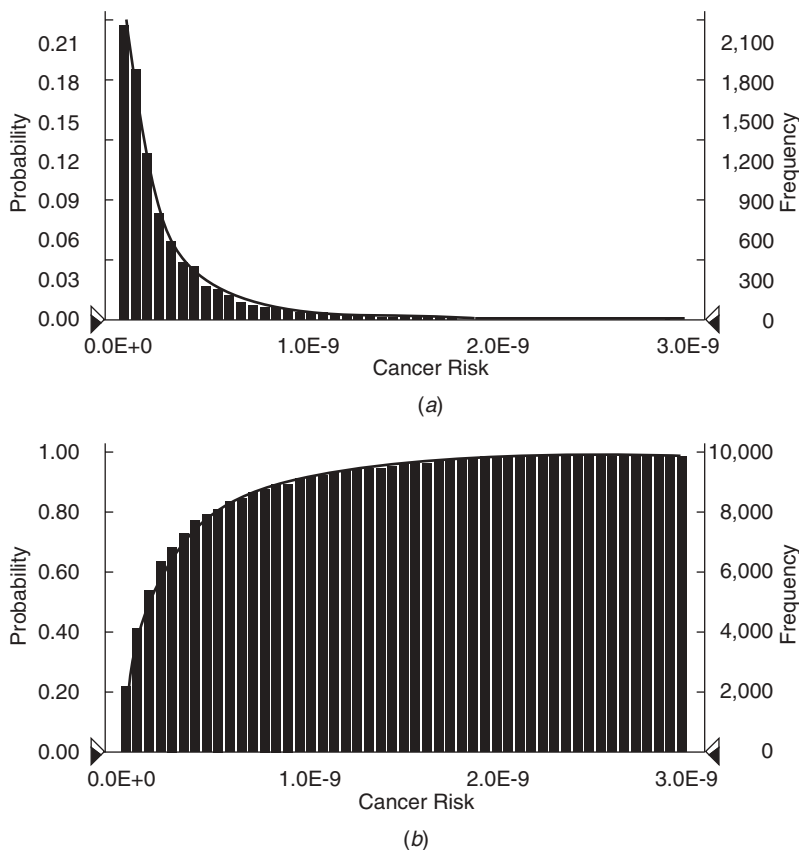 0.21
0.18
0.15
0.12
0.09
0.06
0.03
0.00
Probability
2,100
1,800
1,500
1,200
900
600
300
0
Frequency
0.0E+0 1.0E-9 2.0E-9 3.0E-9
Cancer Risk
(a)
1.00
0.80
0.60
0.40
0.20
0.00
Probability
10,000
8,000
6,000
4,000
2,000
0
Frequency
0.0E+0 1.0E-9 2.0E-9 3.0E-9
Cancer Risk
(b)